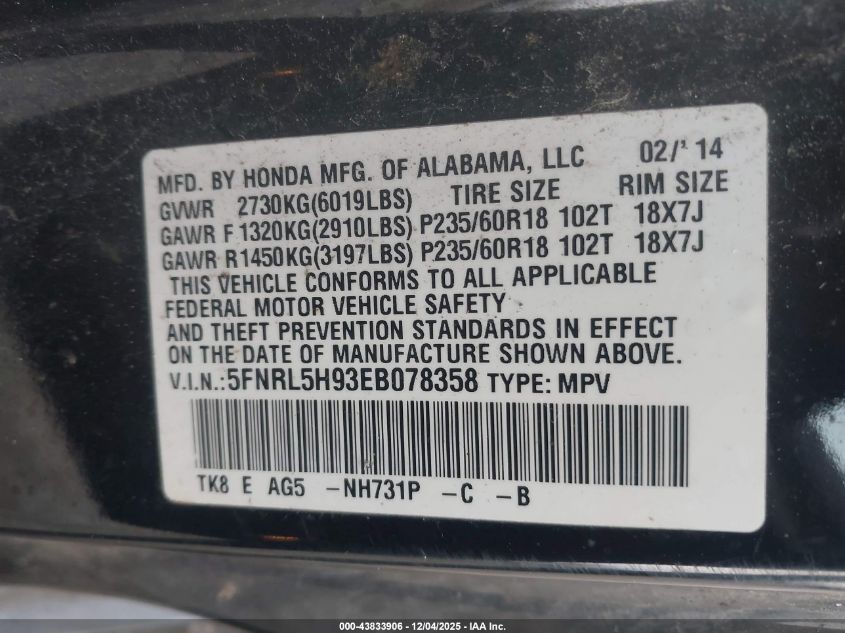 MFD. BY HONDA MFG. OF ALABAMA, LLC 02/'14
GVWR 2730KG(6019LBS) TIRE SIZE RIM SIZE
GAWR F 1320KG(2910LBS) P235/60R18 102T 18X7J
GAWR R1450KG(3197LBS) P235/60R18 102T 18X7J
THIS VEHICLE CONFORMS TO ALL APPLICABLE
FEDERAL MOTOR VEHICLE SAFETY
AND THEFT PREVENTION STANDARDS IN EFFECT
ON THE DATE OF MANUFACTURE SHOWN ABOVE.
V.I.N.:5FNRL5H93EB078358 TYPE: MPV
TK8 E AG5 -NH731P -C -B
000-43833906 - 12/04/2025 - IAA Inc.